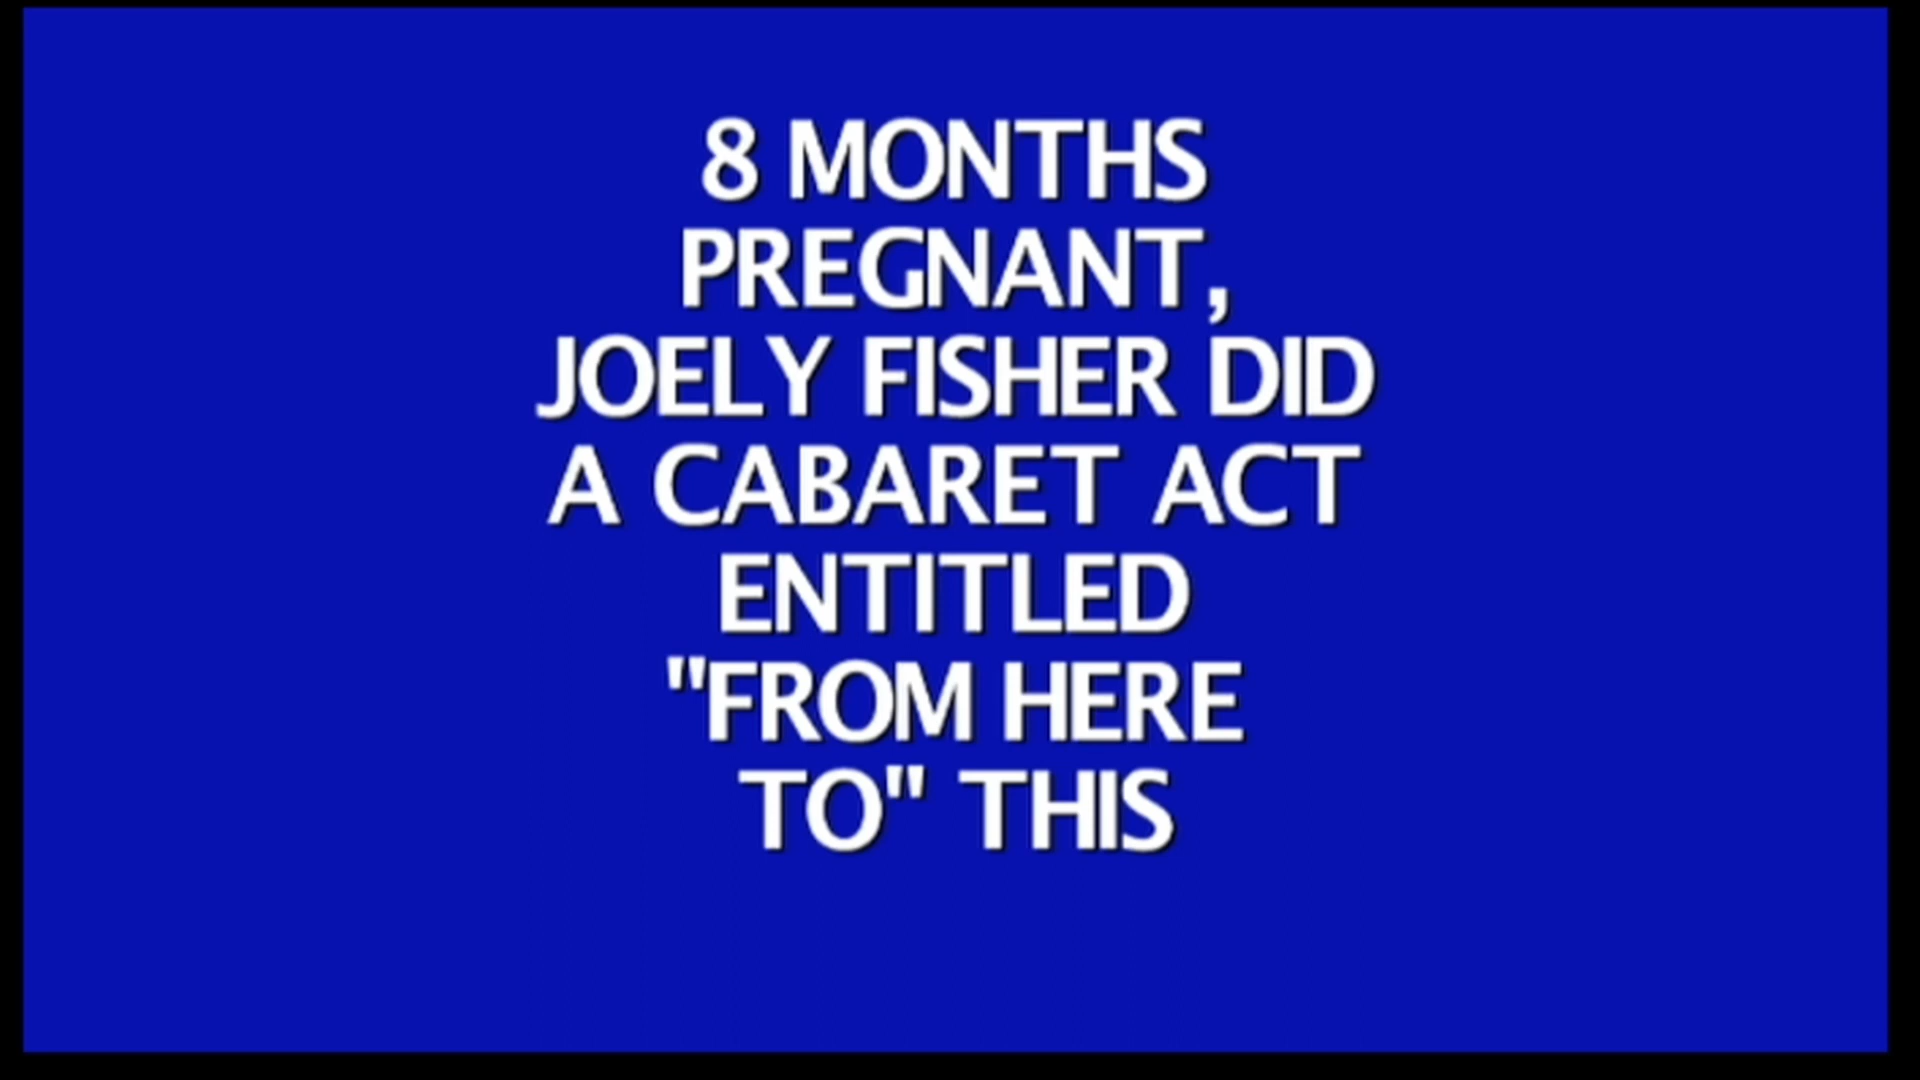 8 MONTHS
PREGNANT,
JOELY FISHER DID
A CABARET ACT
ENTITLED
"FROM HERE
TO" THIS